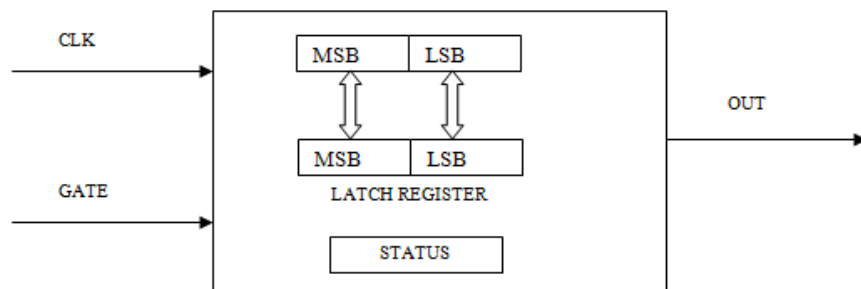 CLK
MSB LSB
OUT
MSB LSB
GATE
LATCH REGISTER
STATUS